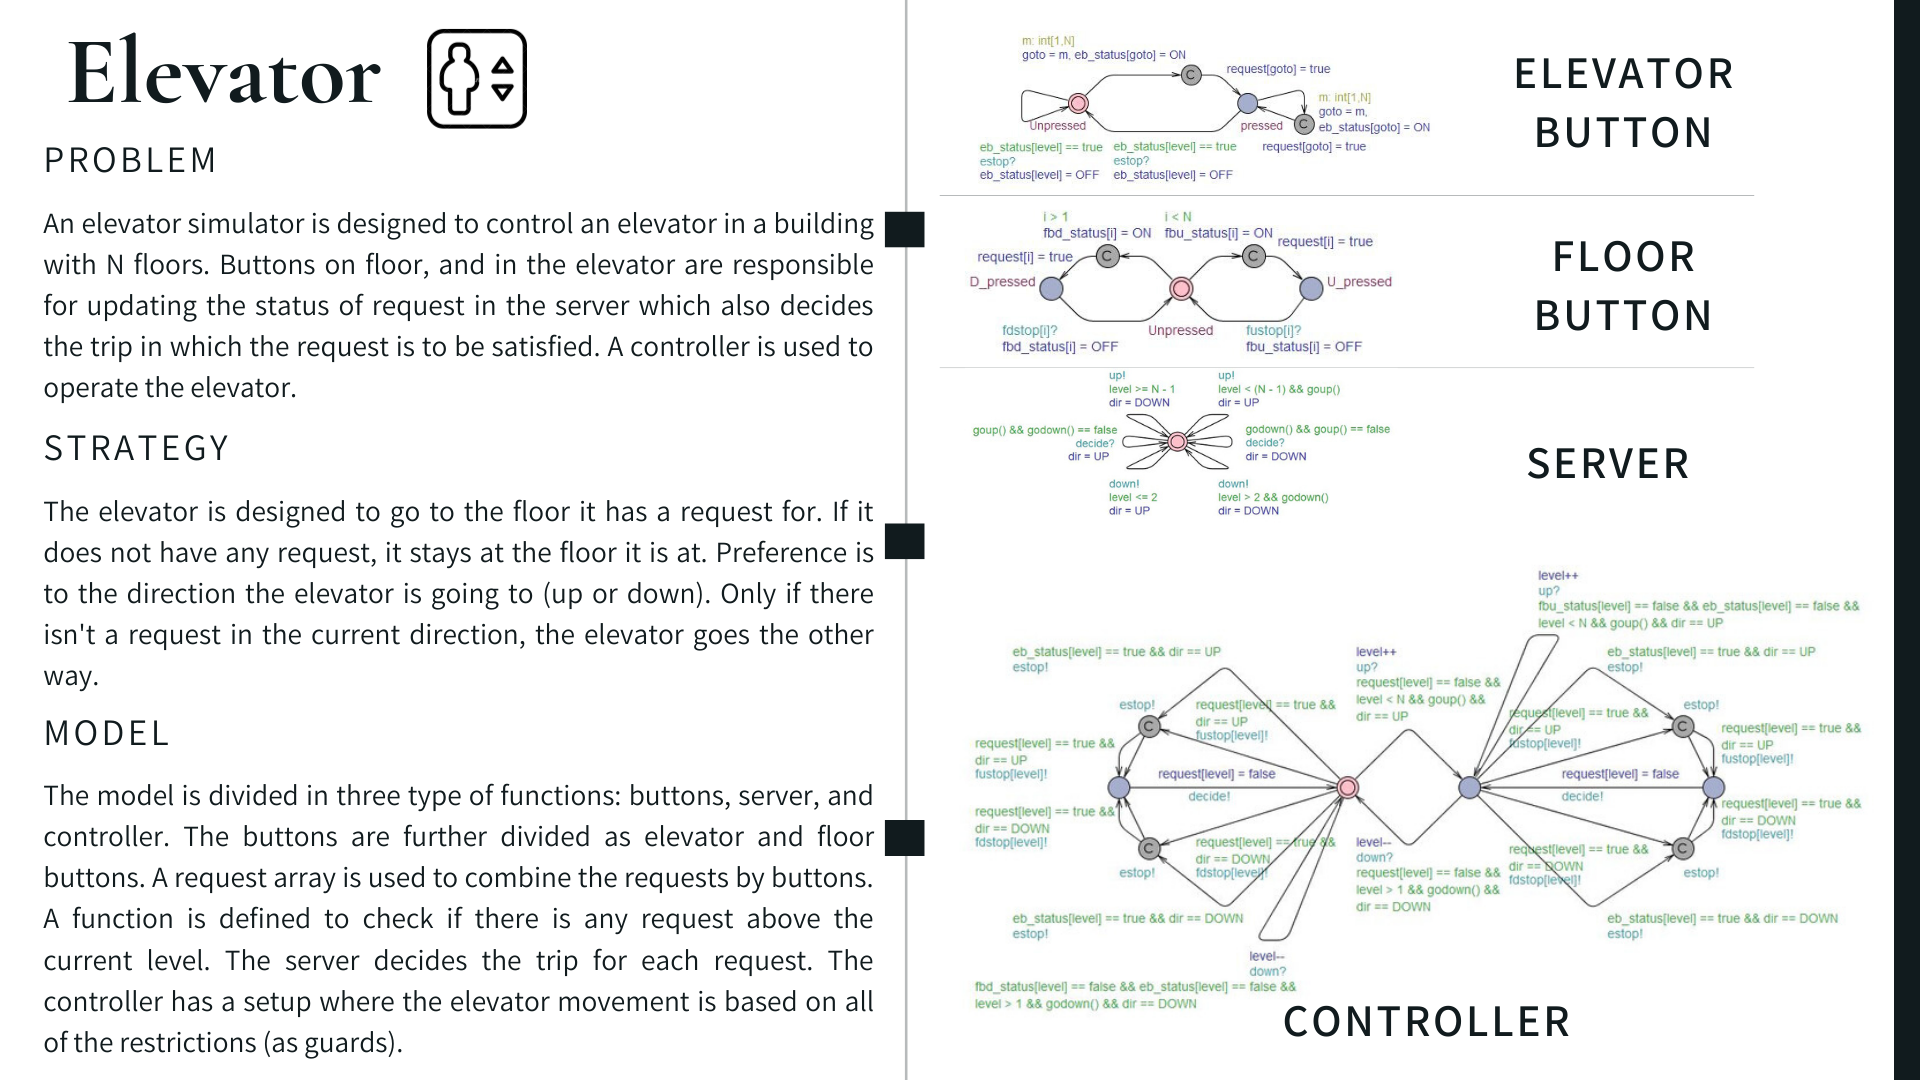 Elevator
PROBLEM
An elevator simulator is designed to control an elevator in a building
with N floors. Buttons on floor, and in the elevator are responsible
for updating the status of request in the server which also decides
the trip in which the request is to be satisfied. A controller is used to
operate the elevator.
STRATEGY
The elevator is designed to go to the floor it has a request for. If it
does not have any request, it stays at the floor it is at. Preference is
to the direction the elevator is going to (up or down). Only if there
isn't a request in the current direction, the elevator goes the other
way.
MODEL
The model is divided in three type of functions: buttons, server, and
controller. The buttons are further divided as elevator and floor
buttons. A request array is used to combine the requests by buttons.
A function is defined to check if there is any request above the
current level. The server decides the trip for each request. The
controller has a setup where the elevator movement is based on all
of the restrictions (as guards).
m: int[1,N]
goto = m, eb_status[goto] = ON
C
request[goto] = true
m: int[1,N]
goto = m,
eb_status[goto] = ON
C
Unpressed
pressed
request[goto] = true
eb_status[level] == true
estop?
eb_status[level] = OFF
eb_status[level] == true
estop?
eb_status[level] = OFF
ELEVATOR
BUTTON
i > 1
fbd_status[i] = ON
i < N
fbu_status[i] = ON
request[i] = true
request[i] = true
C
C
D_pressed
U_pressed
fdstop[i]?
fbd_status[i] = OFF
Unpressed
fustop[i]?
fbu_status[i] = OFF
FLOOR
BUTTON
up!
level >= N - 1
dir = DOWN
up!
level < (N - 1) && goup()
dir = UP
goup() && godown() == false
decide?
dir = UP
godown() && goup() == false
decide?
dir = DOWN
down!
level <= 2
dir = UP
down!
level > 2 && godown()
dir = DOWN
SERVER
level++
up?
fbu_status[level] == false && eb_status[level] == false &&
level < N && goup() && dir == UP
eb_status[level] == true && dir == UP
estop!
level++
up?
request[level] == false &&
level < N && goup() &&
dir == UP
eb_status[level] == true && dir == UP
estop!
estop!
C
request[level] == true &&
dir == UP
fustop[level]!
request[level] == true &&
dir == UP
fustop[level]!
estop!
C
request[level] == true &&
dir == UP
fustop[level]!
request[level] == true &&
dir == UP
fustop[level]!
request[level] = false
decide!
request[level] = false
decide!
request[level] == true &&
dir == DOWN
fdstop[level]!
request[level] == true &&
dir == DOWN
fdstop[level]!
C
estop!
request[level] == true &&
dir == DOWN
fdstop[level]!
level--
down?
request[level] == false &&
level > 1 && godown() &&
dir == DOWN
request[level] == true &&
dir == DOWN
fdstop[level]!
C
estop!
eb_status[level] == true && dir == DOWN
estop!
eb_status[level] == true && dir == DOWN
estop!
level--
down?
fbd_status[level] == false && eb_status[level] == false &&
level > 1 && godown() && dir == DOWN
CONTROLLER